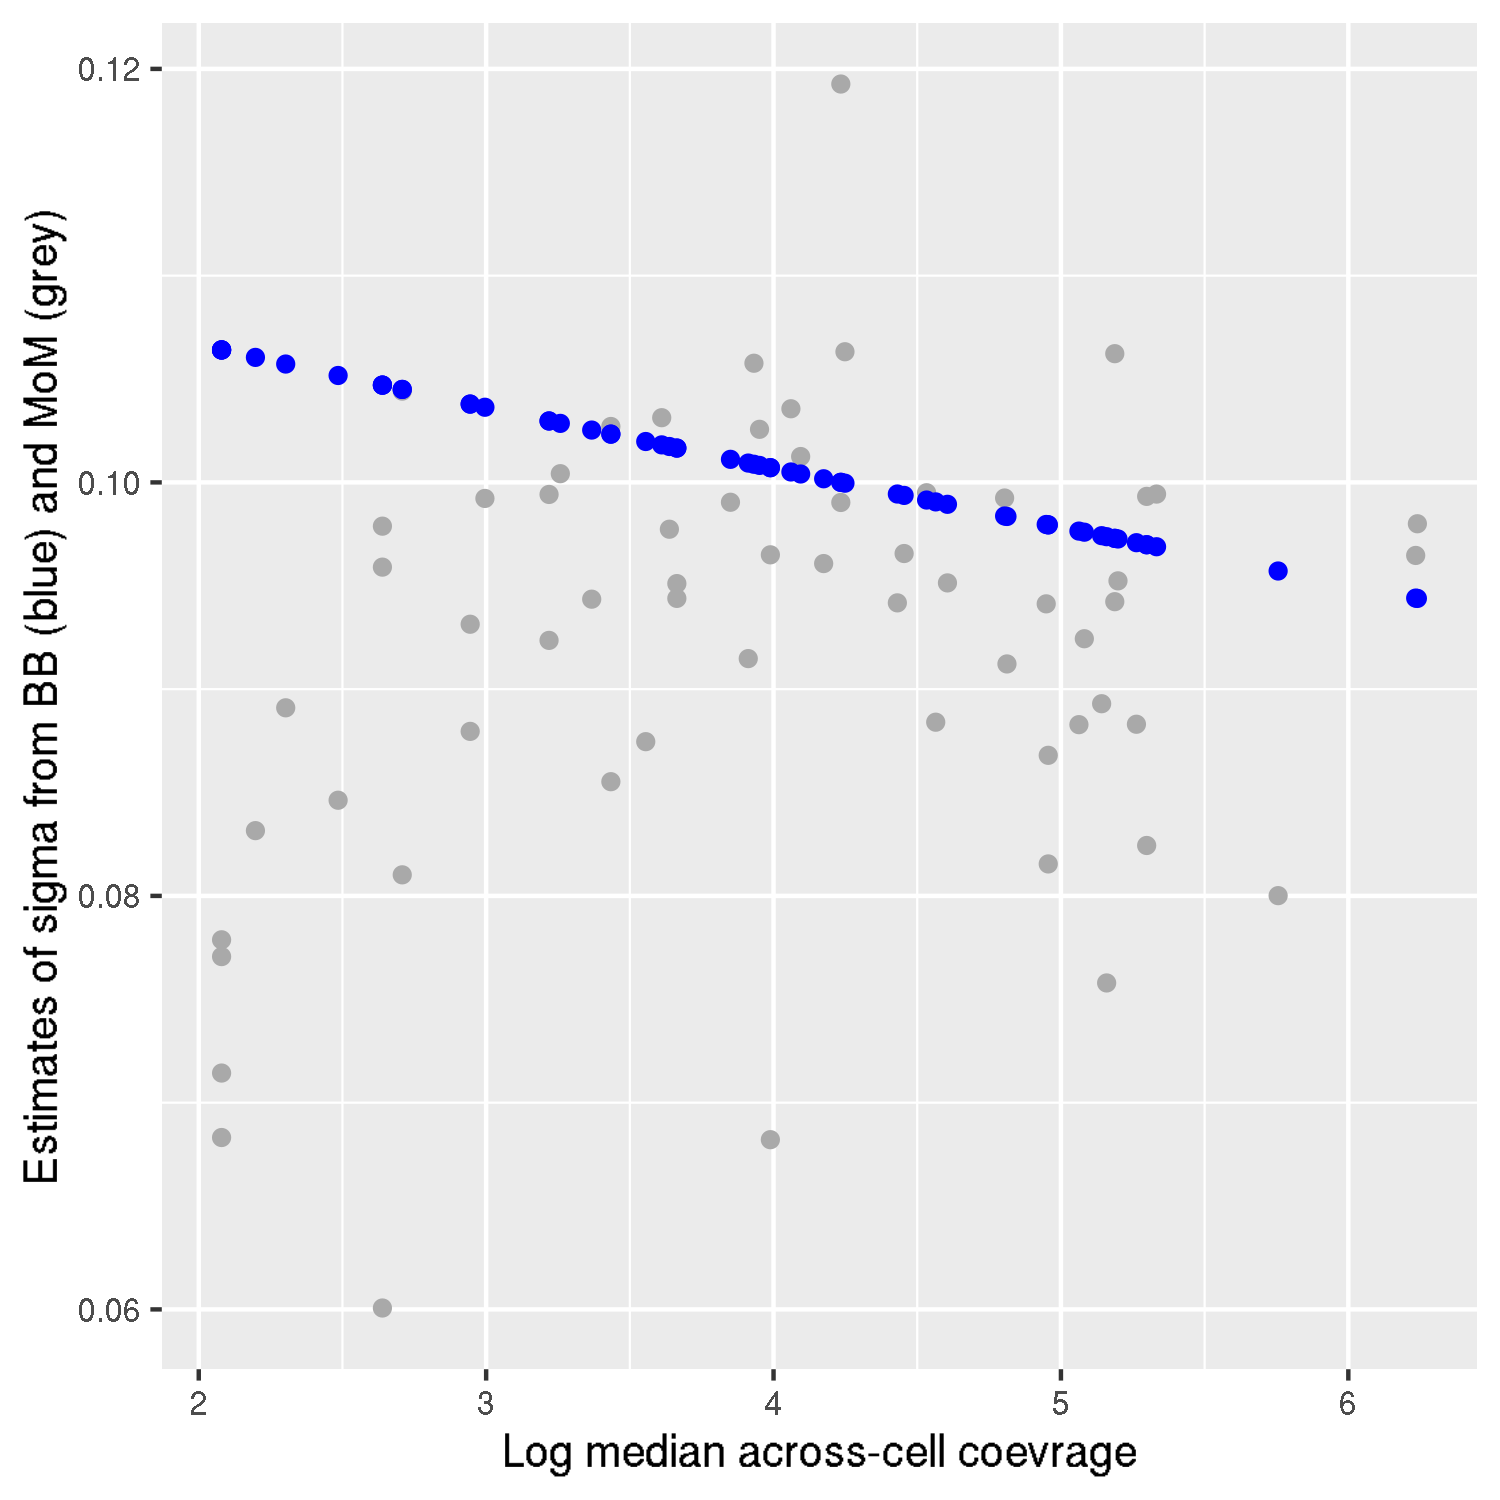 Estimates of sigma from BB (blue) and MoM (grey)
0.12
0.10
0.08
0.06
2 3 4 5 6
Log median across-cell coevrage